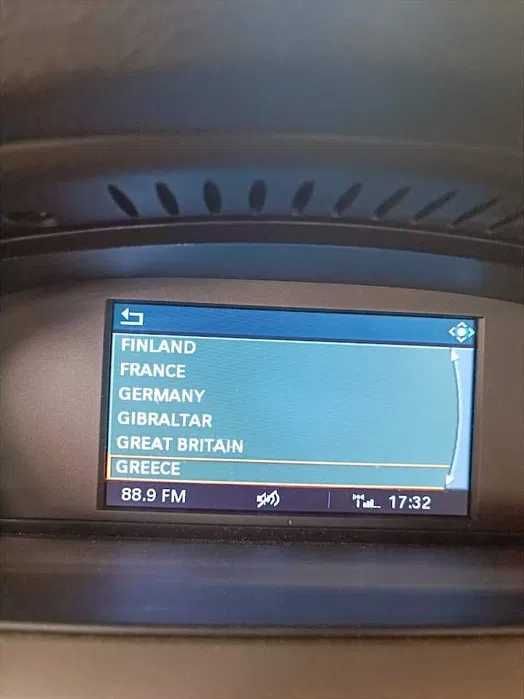 FINLAND
FRANCE
GERMANY
GIBRALTAR
GREAT BRITAIN
GREECE
88.9 FM 17:32